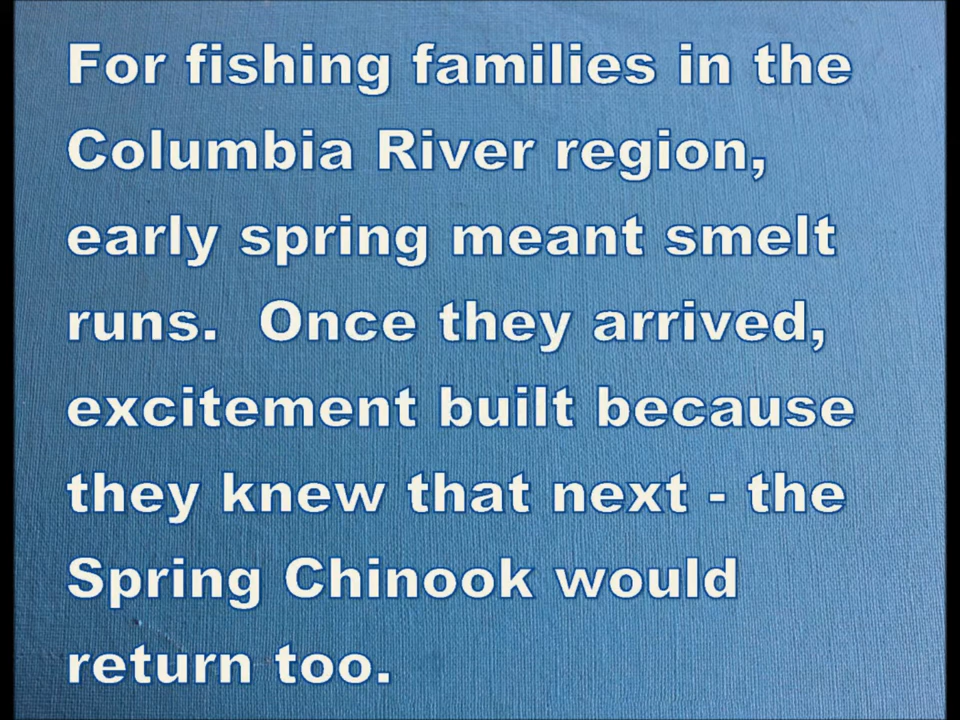 For fishing families in the
Columbia River region,
early spring meant smelt
runs.  Once they arrived,
excitement built because
they knew that next - the
Spring Chinook would
return too.